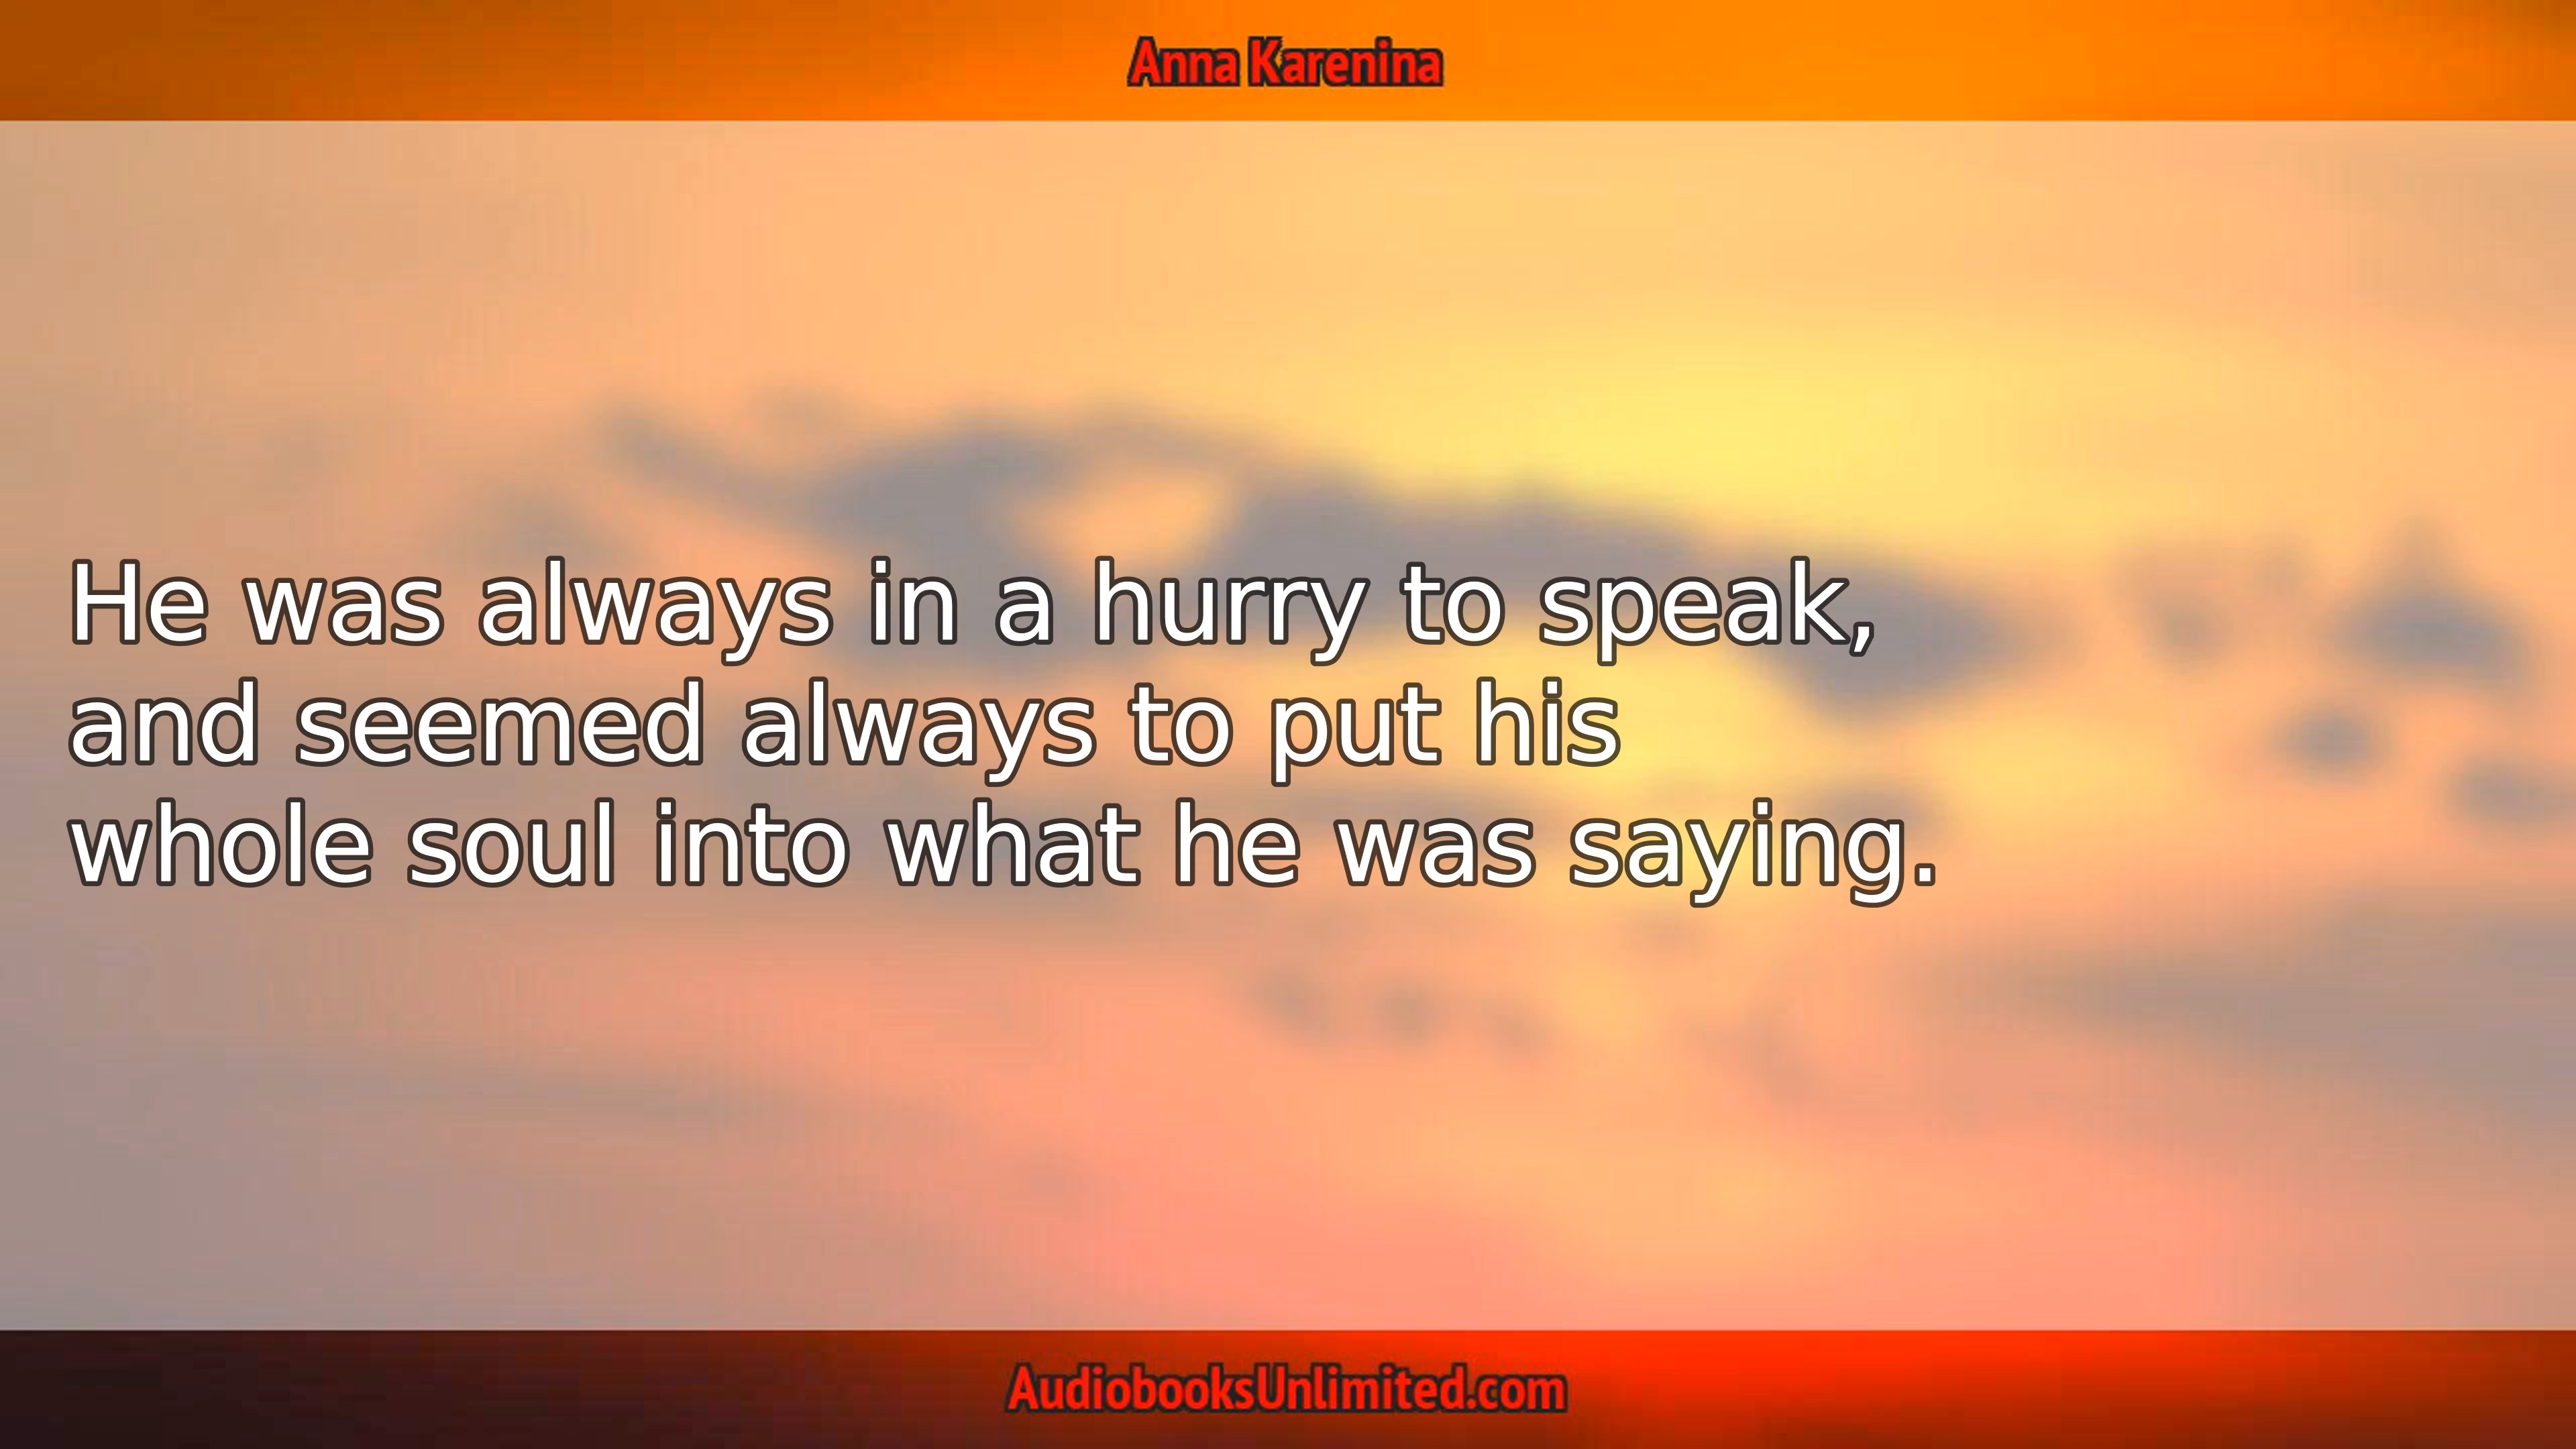 Anna Karenina
He was always in a hurry to speak,
and seemed always to put his
whole soul into what he was saying.
AudiobooksUnlimited.com